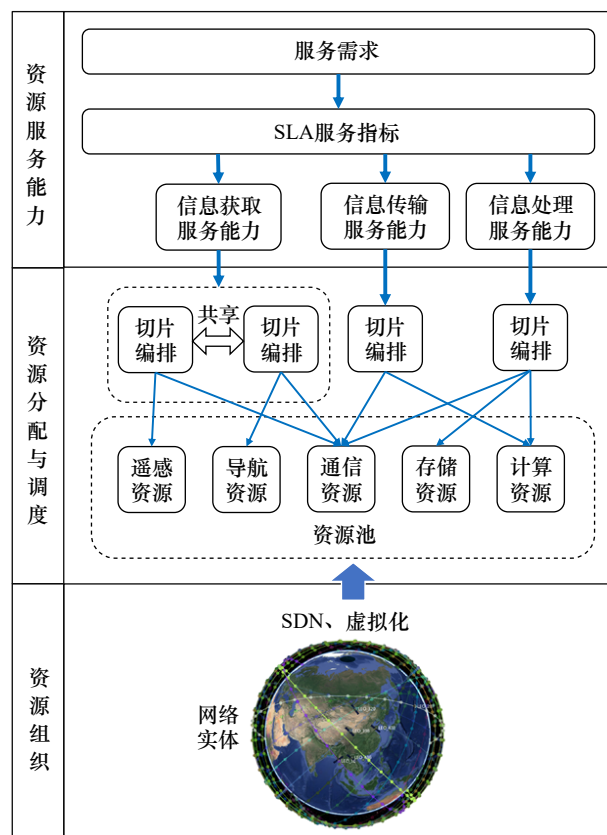 资源服务能力
服务需求
SLA服务指标
信息获取
服务能力
信息传输
服务能力
信息处理
服务能力
资源分配与调度
切片
编排
共享
切片
编排
切片
编排
切片
编排
遥感
资源
导航
资源
通信
资源
存储
资源
计算
资源
资源池
资源组织
SDN、虚拟化
网络
实体